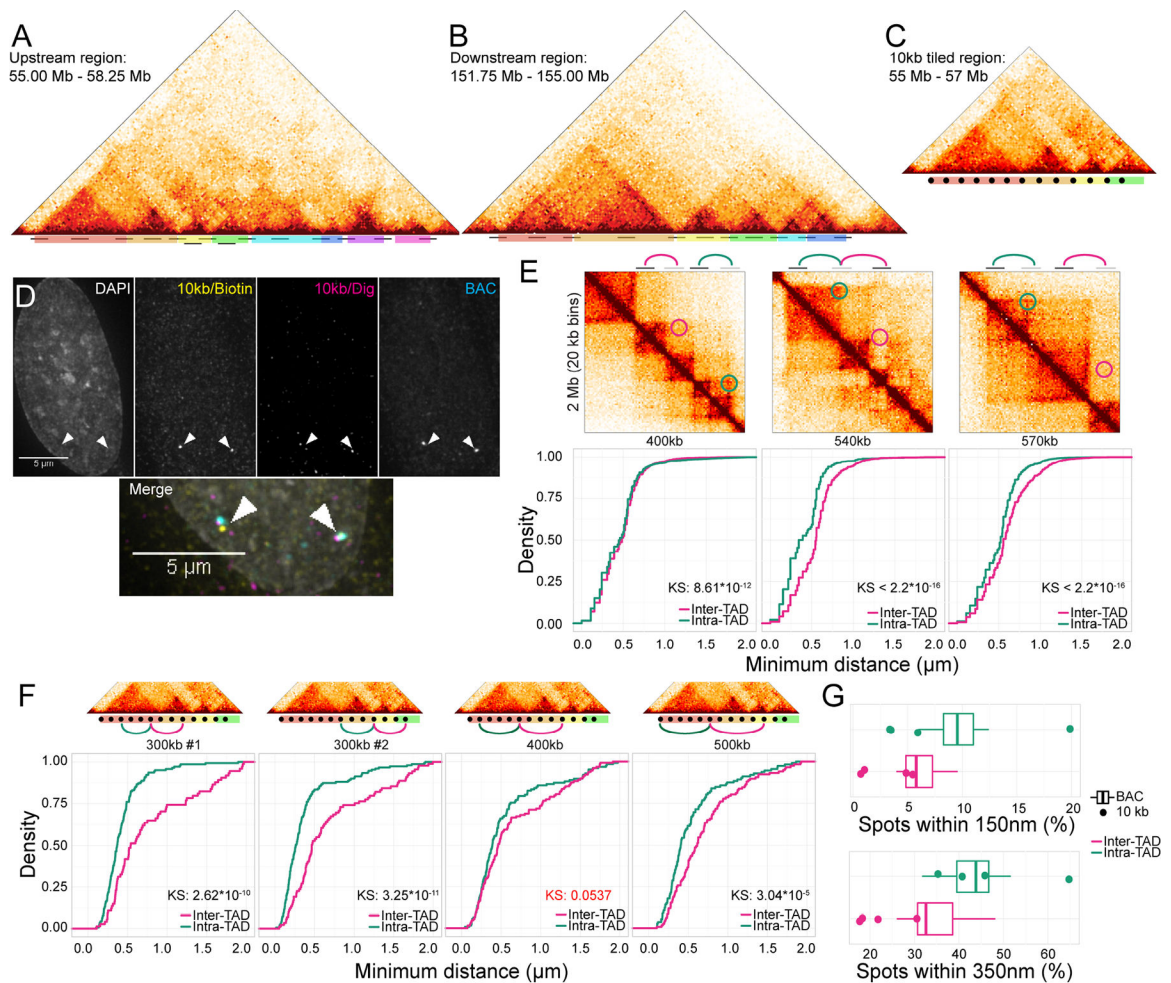 A
Upstream region:
55.00 Mb - 58.25 Mb
B
Downstream region:
151.75 Mb - 155.00 Mb
C
10kb tiled region:
55 Mb - 57 Mb
D
DAPI
10kb/Biotin
10kb/Dig
BAC
5 μm
Merge
5 μm
E
2 Mb (20 kb bins)
400kb
540kb
570kb
Density
1.00
0.75
0.50
0.25
0.00
KS: 8.61*10-12
Inter-TAD
Intra-TAD
KS < 2.2*10-16
Inter-TAD
Intra-TAD
KS < 2.2*10-16
Inter-TAD
Intra-TAD
0.0 0.5 1.0 1.5 2.0
0.0 0.5 1.0 1.5 2.0
0.0 0.5 1.0 1.5 2.0
Minimum distance (μm)
F
300kb #1
300kb #2
400kb
500kb
Density
1.00
0.75
0.50
0.25
0.00
KS: 2.62*10-10
Inter-TAD
Intra-TAD
KS: 3.25*10-11
Inter-TAD
Intra-TAD
KS: 0.0537
Inter-TAD
Intra-TAD
KS: 3.04*10-5
Inter-TAD
Intra-TAD
0.0 0.5 1.0 1.5 2.0
0.0 0.5 1.0 1.5 2.0
0.0 0.5 1.0 1.5 2.0
0.0 0.5 1.0 1.5 2.0
Minimum distance (μm)
G
0 5 10 15 20
Spots within 150nm (%)
BAC
10 kb
Inter-TAD
Intra-TAD
20 30 40 50 60
Spots within 350nm (%)